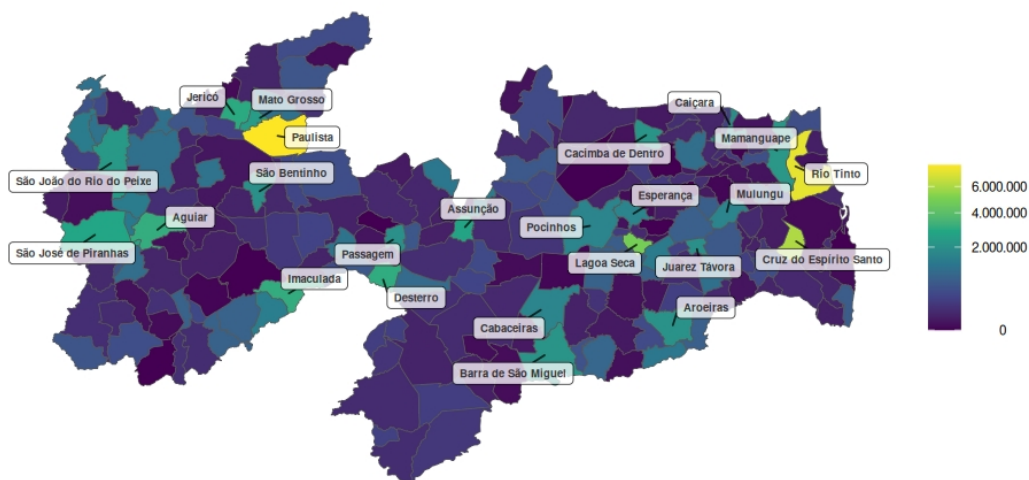 Jericó
Mato Grosso
Paulista
Caiçara
Mamanguape
Cacimba de Dentro
Rio Tinto
São João do Rio do Peixe
São Bentinho
Esperança
Mulungu
Assunção
Aguiar
Pocinhos
São José de Piranhas
Passagem
Lagoa Seca
Juarez Távora
Cruz do Espírito Santo
Imaculada
Desterro
Aroeiras
Cabaceiras
Barra de São Miguel
6.000.000
4.000.000
2.000.000
0